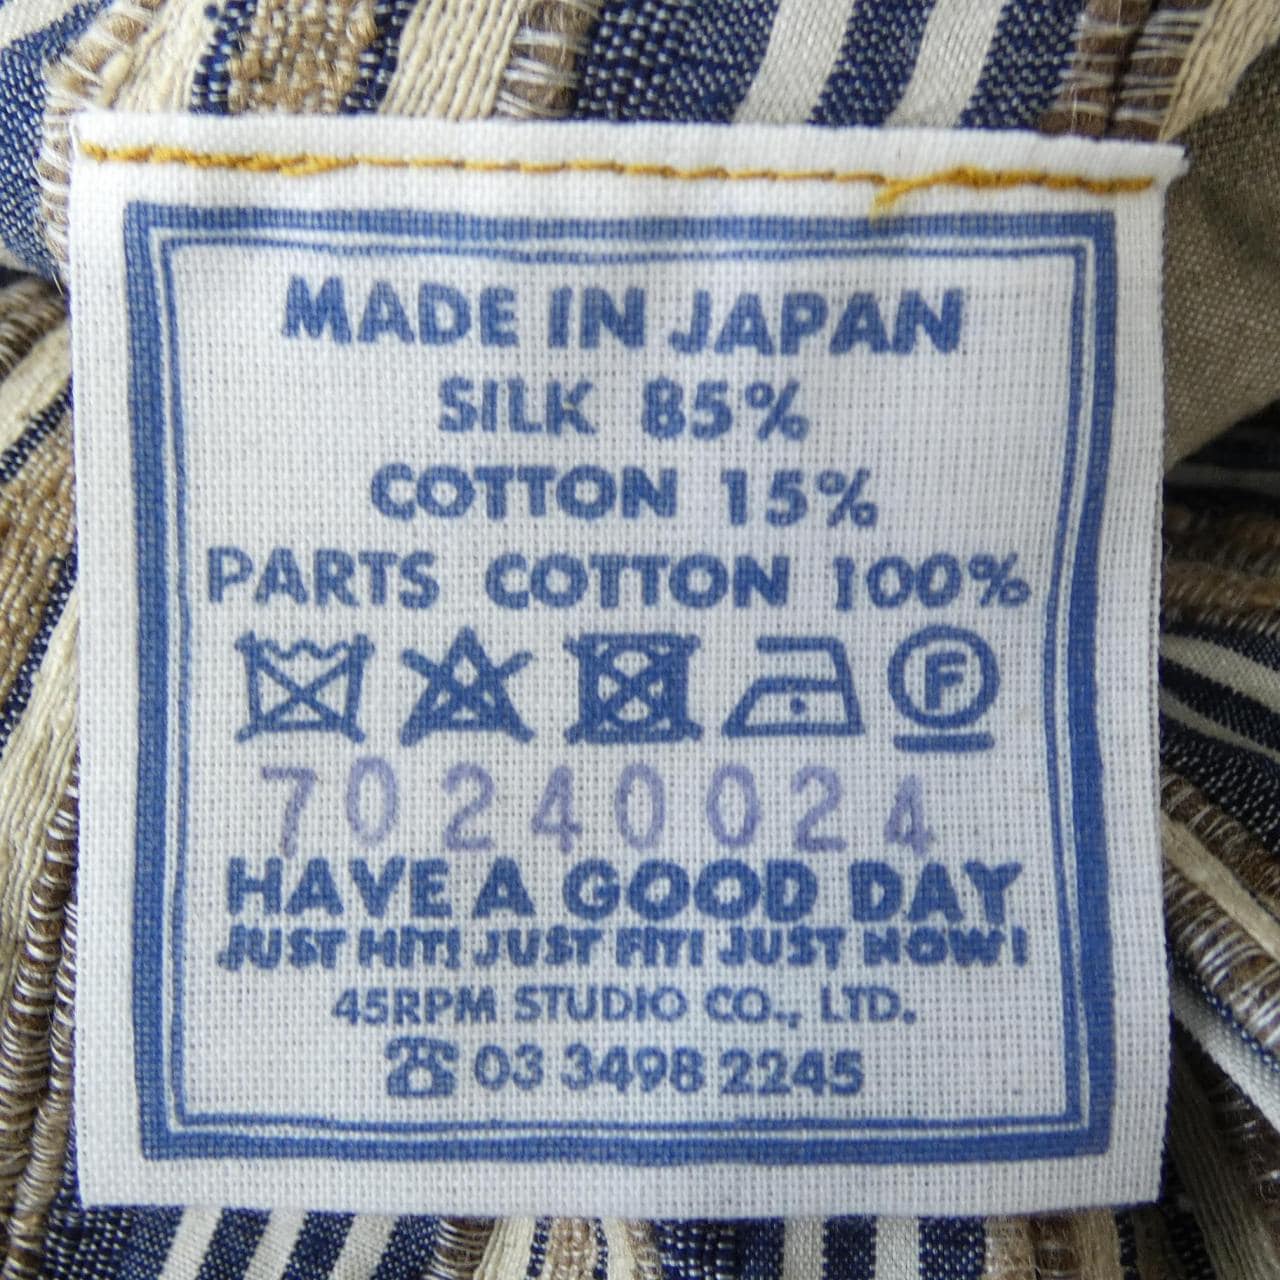 MADE IN JAPAN
SILK 85%
COTTON 15%
PARTS COTTON 100%
F
70240024
HAVE A GOOD DAY
JUST HIT! JUST FIT! JUST NOW!
45RPM STUDIO CO., LTD.
☎ 03 3498 2245